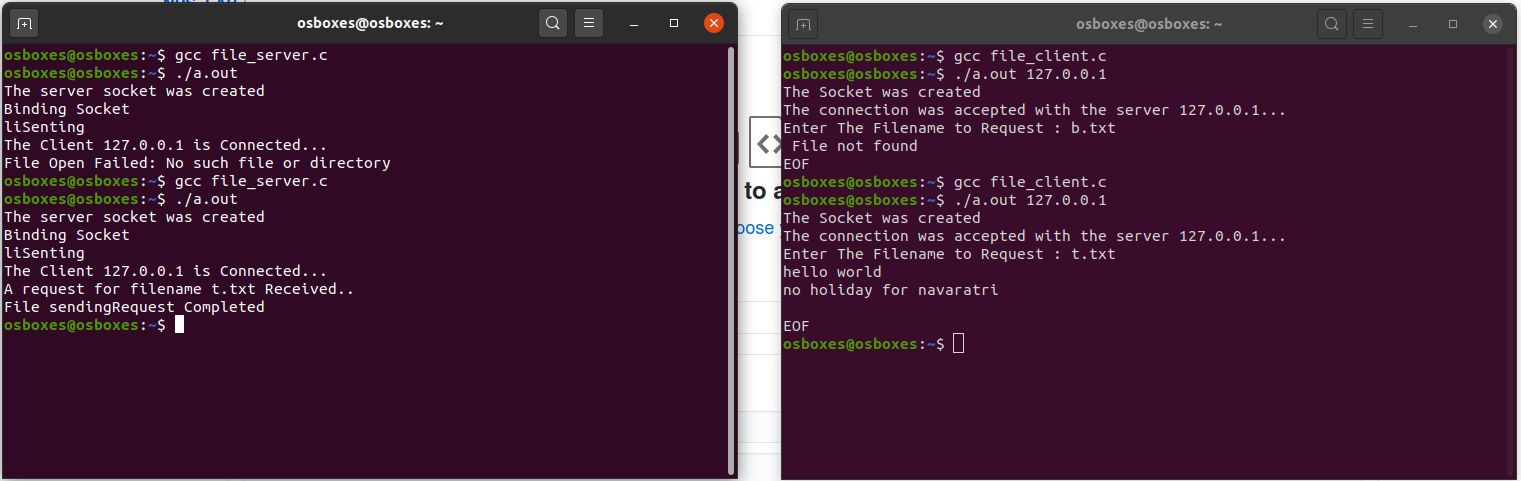 osboxes@osboxes: ~
osboxes@osboxes:~$ gcc file_server.c
osboxes@osboxes:~$ ./a.out
The server socket was created
Binding Socket
liSenting
The Client 127.0.0.1 is Connected...
File Open Failed: No such file or directory
osboxes@osboxes:~$ gcc file_server.c
osboxes@osboxes:~$ ./a.out
The server socket was created
Binding Socket
liSenting
The Client 127.0.0.1 is Connected...
A request for filename t.txt Received..
File sendingRequest Completed
osboxes@osboxes:~$
to a
oose
osboxes@osboxes: ~
osboxes@osboxes:~$ gcc file_client.c
osboxes@osboxes:~$ ./a.out 127.0.0.1
The Socket was created
The connection was accepted with the server 127.0.0.1...
Enter The Filename to Request : b.txt
File not found
EOF
osboxes@osboxes:~$ gcc file_client.c
osboxes@osboxes:~$ ./a.out 127.0.0.1
The Socket was created
The connection was accepted with the server 127.0.0.1...
Enter The Filename to Request : t.txt
hello world
no holiday for navaratri
EOF
osboxes@osboxes:~$